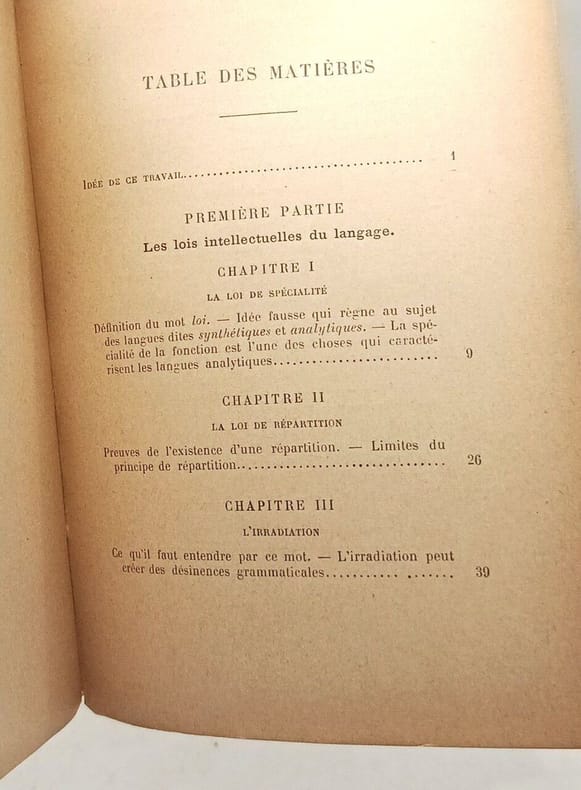 TABLE DES MATIÈRES
IDÉE DE CE TRAVAIL........................................ 1
PREMIÈRE PARTIE
Les lois intellectuelles du langage.
CHAPITRE I
LA LOI DE SPÉCIALITÉ
Définition du mot loi. — Idée fausse qui règne au sujet
des langues dites synthétiques et analytiques. — La spé-
cialité de la fonction est l'une des choses qui caracté-
risent les langues analytiques........................ 9
CHAPITRE II
LA LOI DE RÉPARTITION
Preuves de l'existence d'une répartition. — Limites du
principe de répartition............................... 26
CHAPITRE III
L'IRRADIATION
Ce qu'il faut entendre par ce mot. — L'irradiation peut
créer des désinences grammaticales........... ....... 39